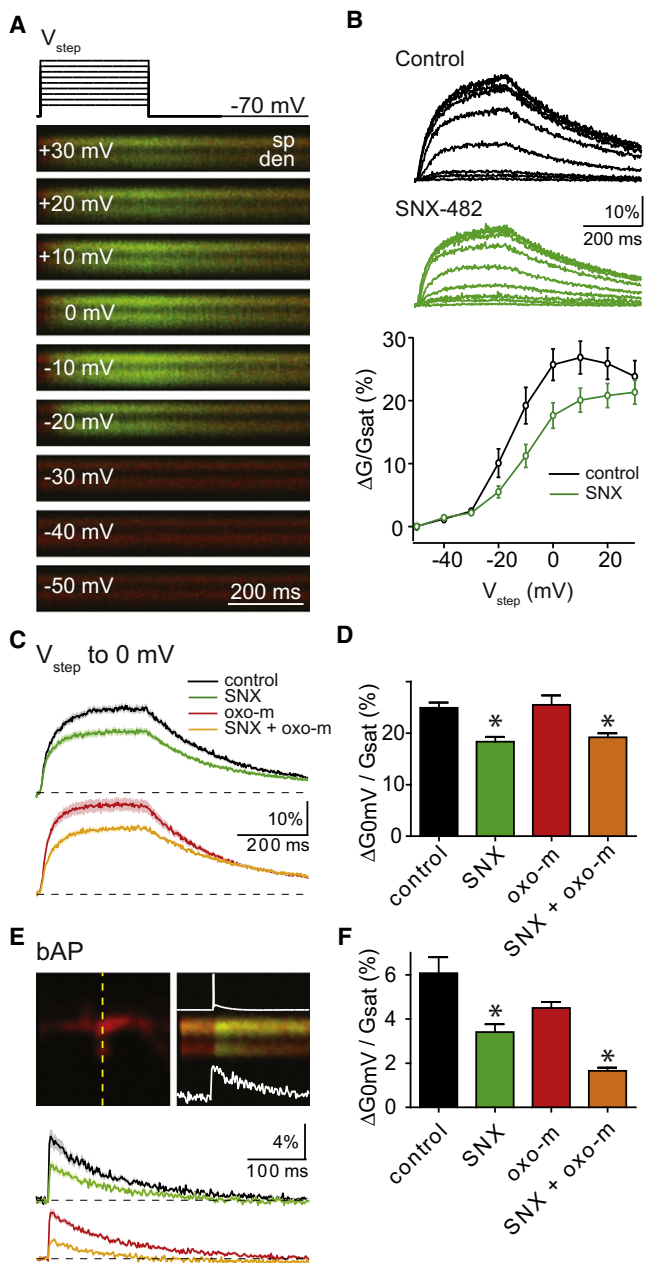 A
V_step
-70 mV
+30 mV
sp
den
+20 mV
+10 mV
0 mV
-10 mV
-20 mV
-30 mV
-40 mV
-50 mV
200 ms
B
Control
10%
200 ms
SNX-482
30
20
10
0
ΔG/Gsat (%)
control
SNX
-40
-20
0
20
V_step (mV)
C
V_step to 0 mV
control
SNX
oxo-m
SNX + oxo-m
10%
200 ms
D
ΔG0mV / Gsat (%)
40
20
0
*
*
control
SNX
oxo-m
SNX + oxo-m
E
bAP
4%
100 ms
F
ΔG0mV / Gsat (%)
6
4
2
0
*
*
control
SNX
oxo-m
SNX + oxo-m